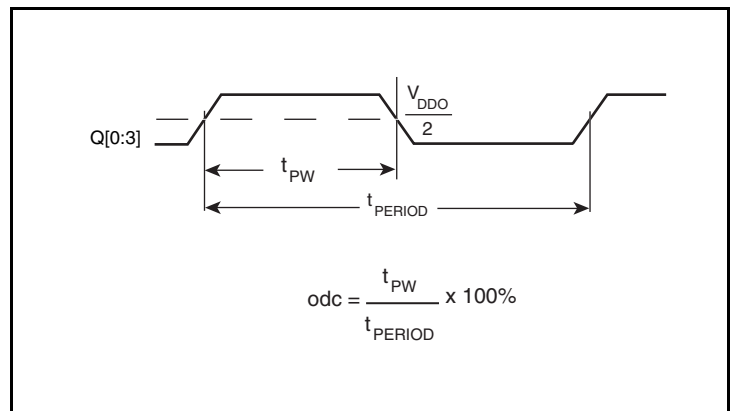 V_DDO
2
Q[0:3]
t_PW
t_PERIOD
odc = t_PW / t_PERIOD x 100%